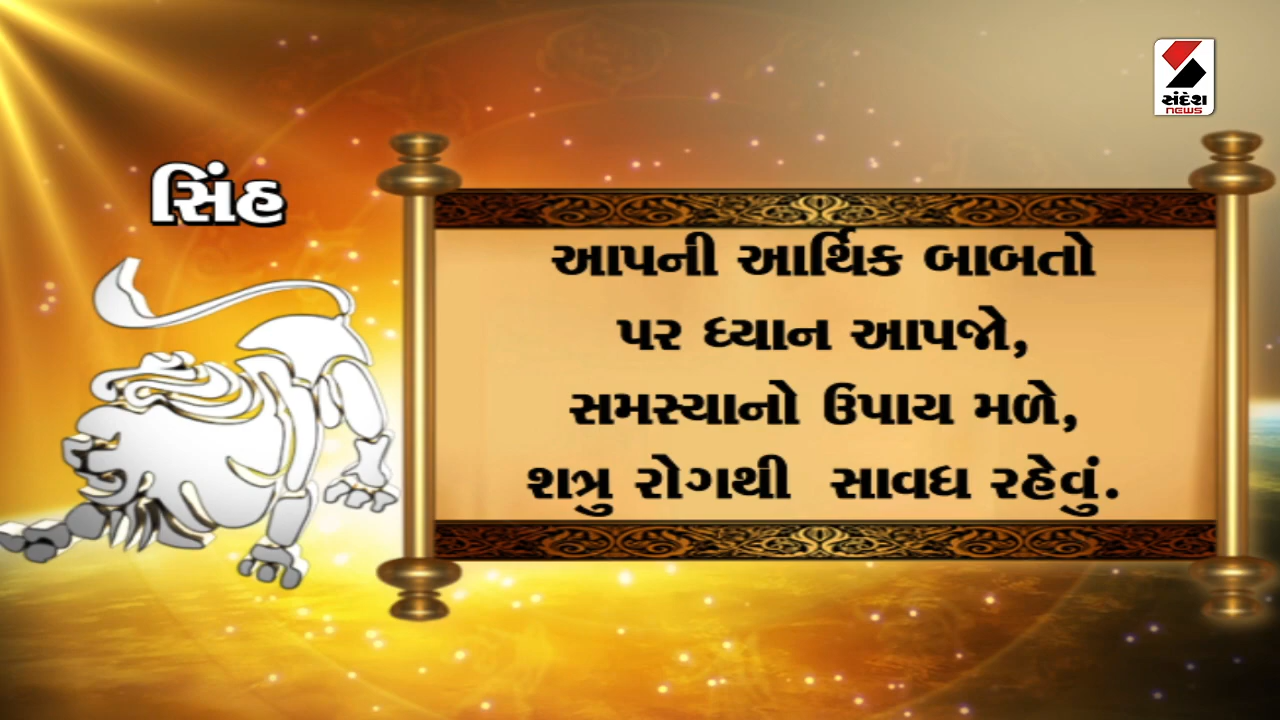 સંદેશ
NEWS
સિંહ
આપની આર્થિક બાબતો
પર ધ્યાન આપજો,
સમસ્યાનો ઉપાય મળે,
શત્રુ રોગથી સાવધ રહેવું.